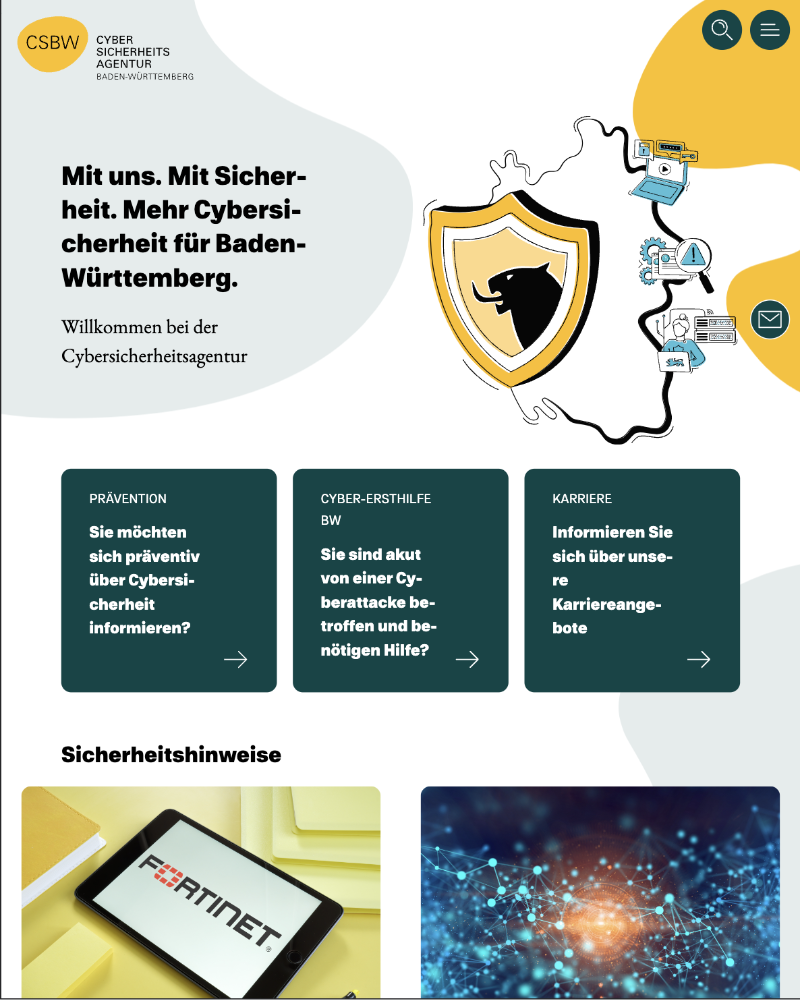 CSBW
CYBER
SICHERHEITS
AGENTUR
BADEN-WÜRTTEMBERG
Mit uns. Mit Sicher-
heit. Mehr Cybersi-
cherheit für Baden-
Württemberg.
Willkommen bei der
Cybersicherheitsagentur
PRÄVENTION
Sie möchten
sich präventiv
über Cybersi-
cherheit
informieren?
CYBER-ERSTHILFE
BW
Sie sind akut
von einer Cy-
berattacke be-
troffen und be-
nötigen Hilfe?
KARRIERE
Informieren Sie
sich über unse-
re
Karriereange-
bote
Sicherheitshinweise
FORTINET